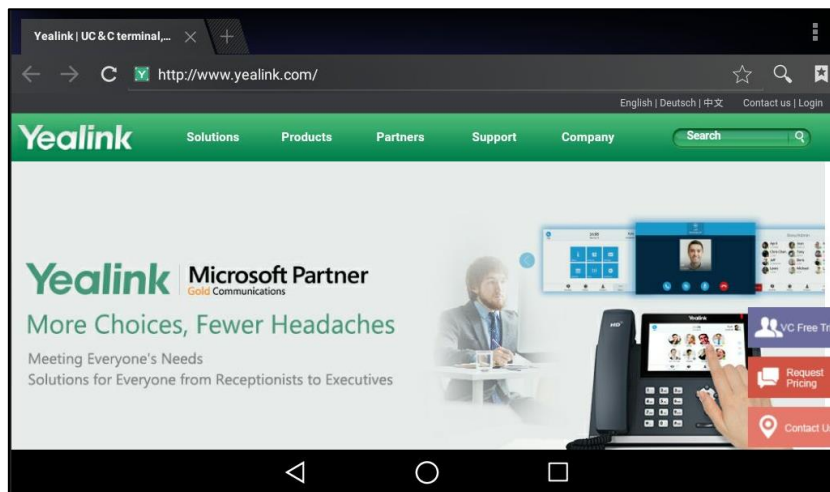 Yealink | UC & C terminal,...
http://www.yealink.com/
English | Deutsch | 中文 Contact us | Login
Yealink Solutions Products Partners Support Company Search
Yealink Microsoft Partner
Gold Communications
More Choices, Fewer Headaches
Meeting Everyone's Needs
Solutions for Everyone from Receptionists to Executives
Yealink
HD
VC Free Tr
Request
Pricing
Contact U